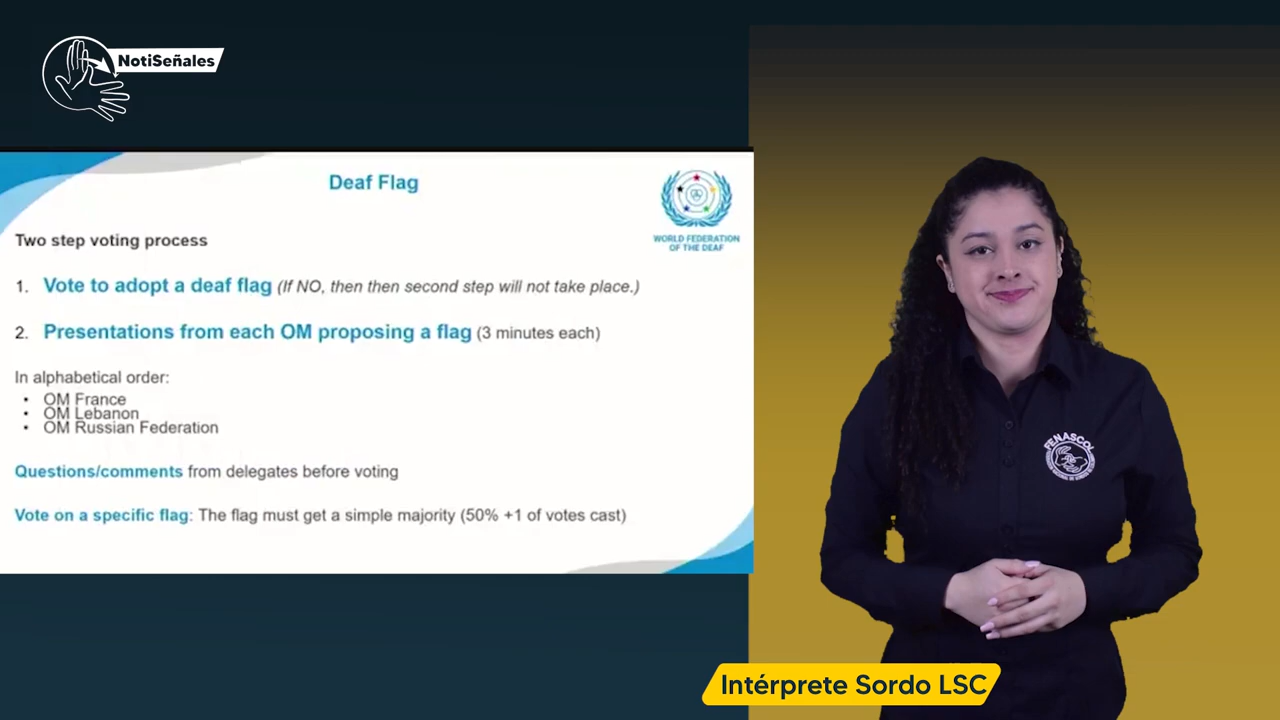 NotiSeñales
Deaf Flag
WORLD FEDERATION
OF THE DEAF
Two step voting process
1. Vote to adopt a deaf flag (If NO, then then second step will not take place.)
2. Presentations from each OM proposing a flag (3 minutes each)
In alphabetical order:
• OM France
• OM Lebanon
• OM Russian Federation
Questions/comments from delegates before voting
Vote on a specific flag: The flag must get a simple majority (50% +1 of votes cast)
FENASCOL
Intérprete Sordo LSC